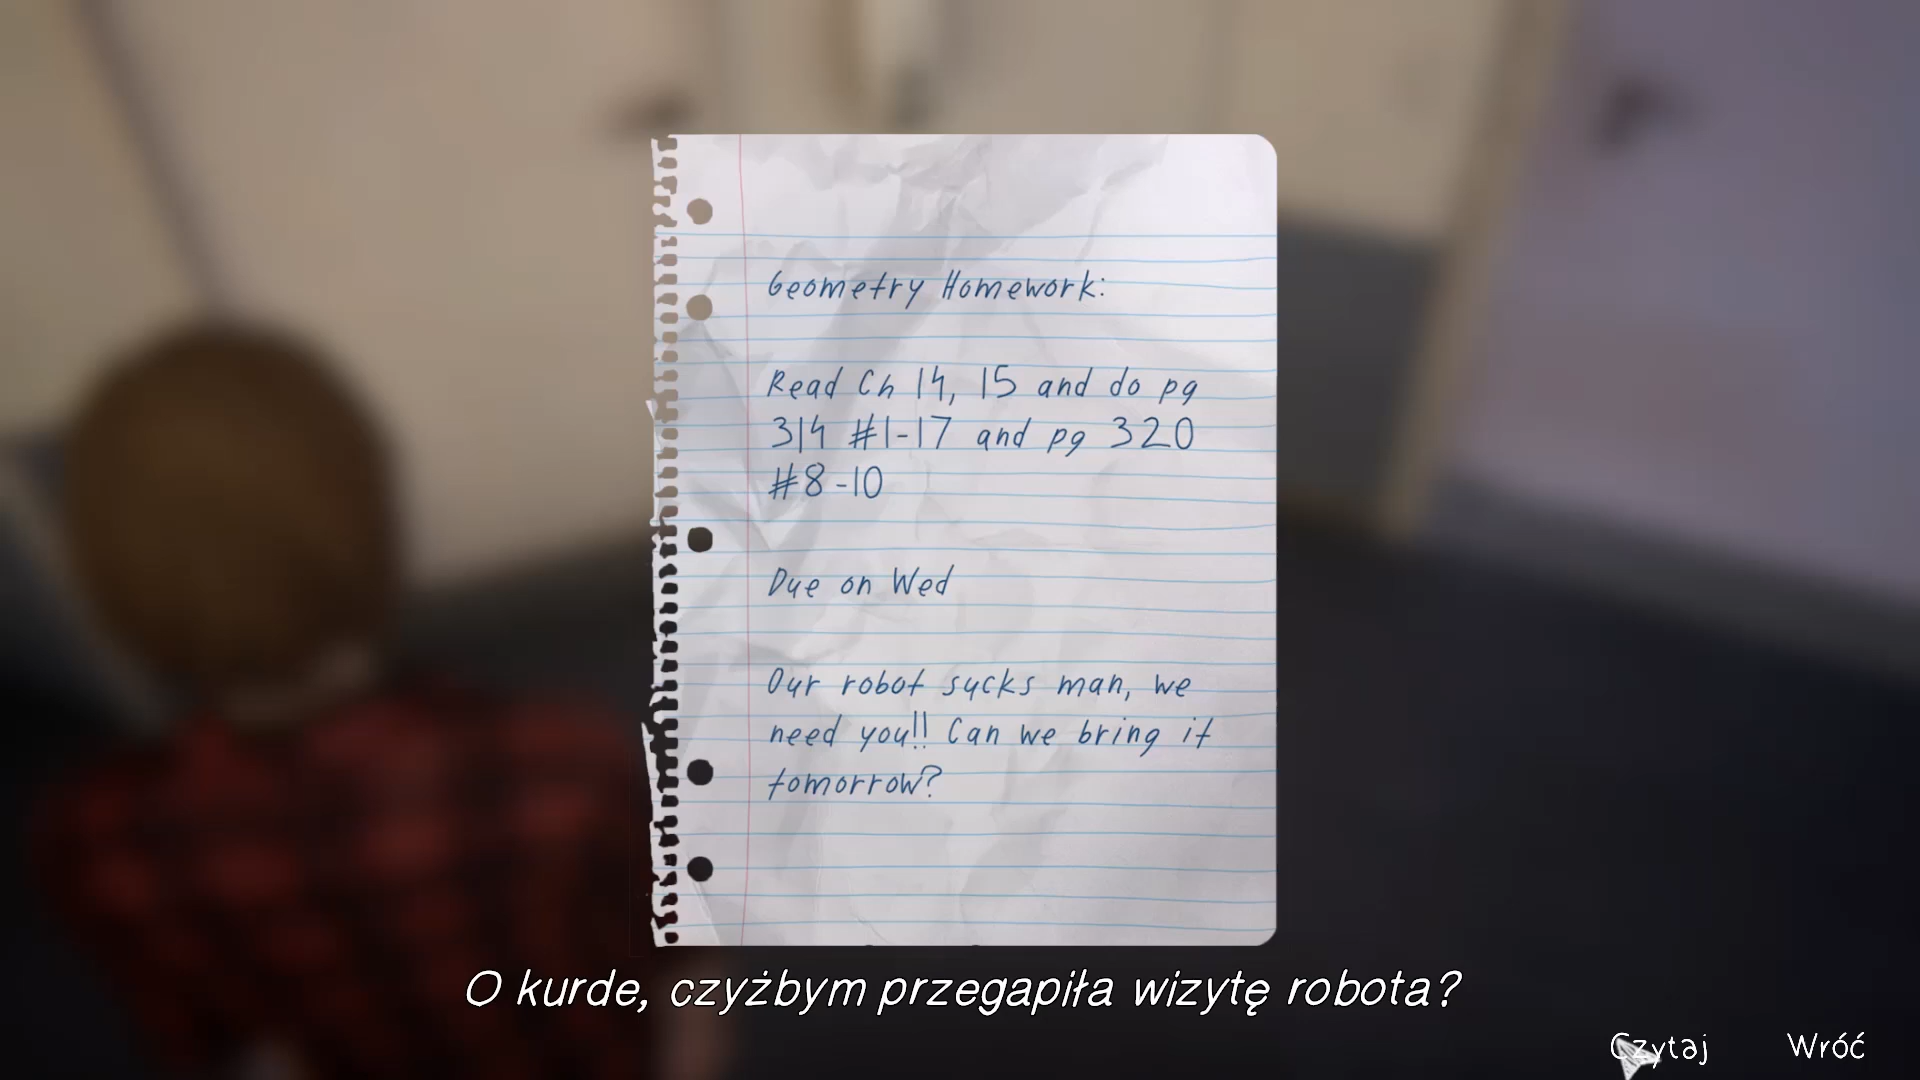 Geometry Homework:
Read Ch 14, 15 and do pg
314 #1-17 and pg 320
#8-10
Due on Wed
Our robot sucks man, we
need you!! Can we bring it
tomorrow?
O kurde, czyżbym przegapiła wizytę robota?
Czytaj Wróć